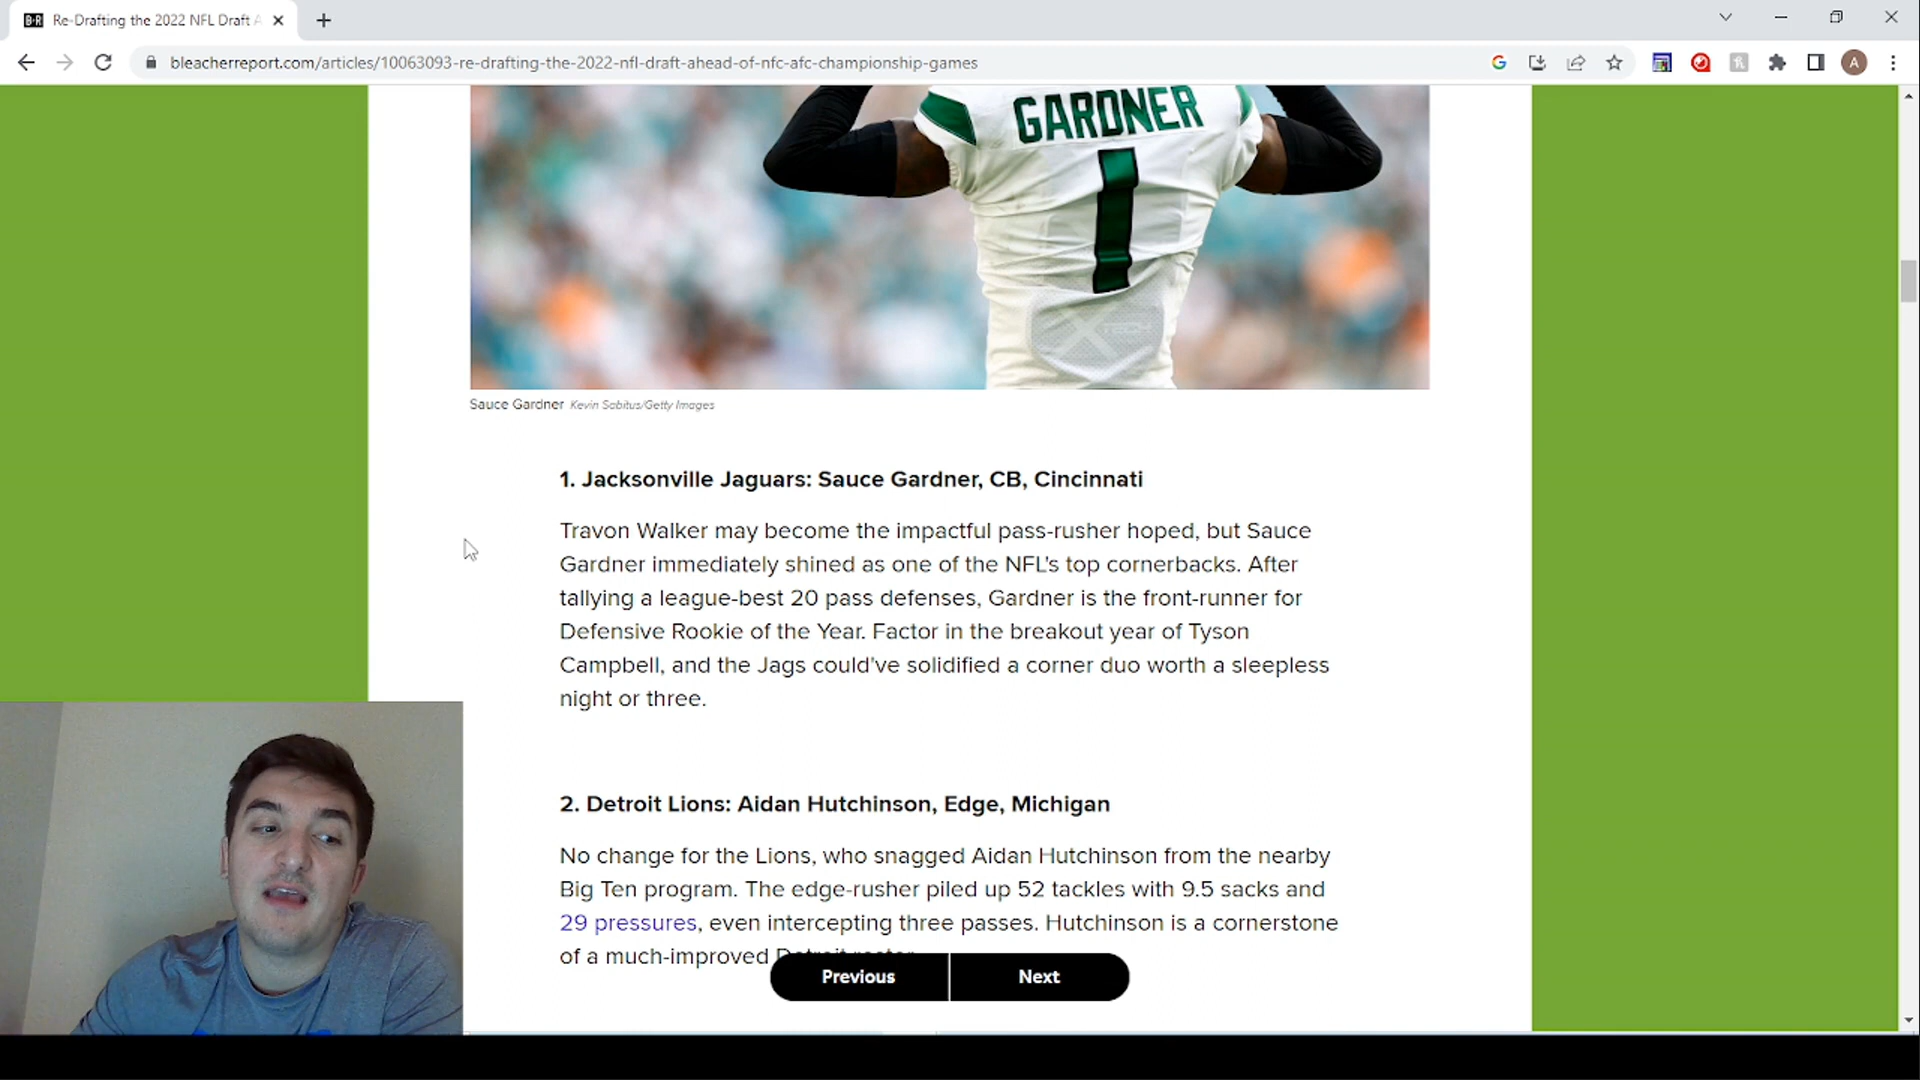 B·R Re-Drafting the 2022 NFL Draft A
bleacherreport.com/articles/10063093-re-drafting-the-2022-nfl-draft-ahead-of-nfc-afc-championship-games
A
GARDNER
1
XTECH
Sauce Gardner Kevin Sabitus/Getty Images
1. Jacksonville Jaguars: Sauce Gardner, CB, Cincinnati
Travon Walker may become the impactful pass-rusher hoped, but Sauce
Gardner immediately shined as one of the NFL's top cornerbacks. After
tallying a league-best 20 pass defenses, Gardner is the front-runner for
Defensive Rookie of the Year. Factor in the breakout year of Tyson
Campbell, and the Jags could've solidified a corner duo worth a sleepless
night or three.
2. Detroit Lions: Aidan Hutchinson, Edge, Michigan
No change for the Lions, who snagged Aidan Hutchinson from the nearby
Big Ten program. The edge-rusher piled up 52 tackles with 9.5 sacks and
29 pressures, even intercepting three passes. Hutchinson is a cornerstone
of a much-improved Detroit roster.
Previous Next